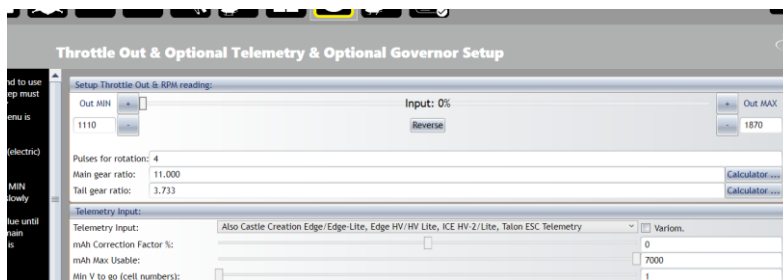 Throttle Out & Optional Telemetry & Optional Governor Setup
nd to use
ep must
enu is
(electric)
MIN
slowly
lue until
main
is
Setup Throttle Out & RPM reading:
Out MIN + Input: 0% + Out MAX
1110 - Reverse - 1870
Pulses for rotation: 4
Main gear ratio: 11.000 Calculator ...
Tail gear ratio: 3.733 Calculator ...
Telemetry Input:
Telemetry Input: Also Castle Creation Edge/Edge-Lite, Edge HV/HV Lite, ICE HV-2/Lite, Talon ESC Telemetry Variom.
mAh Correction Factor %: 0
mAh Max Usable: 7000
Min V to go (cell numbers): 1